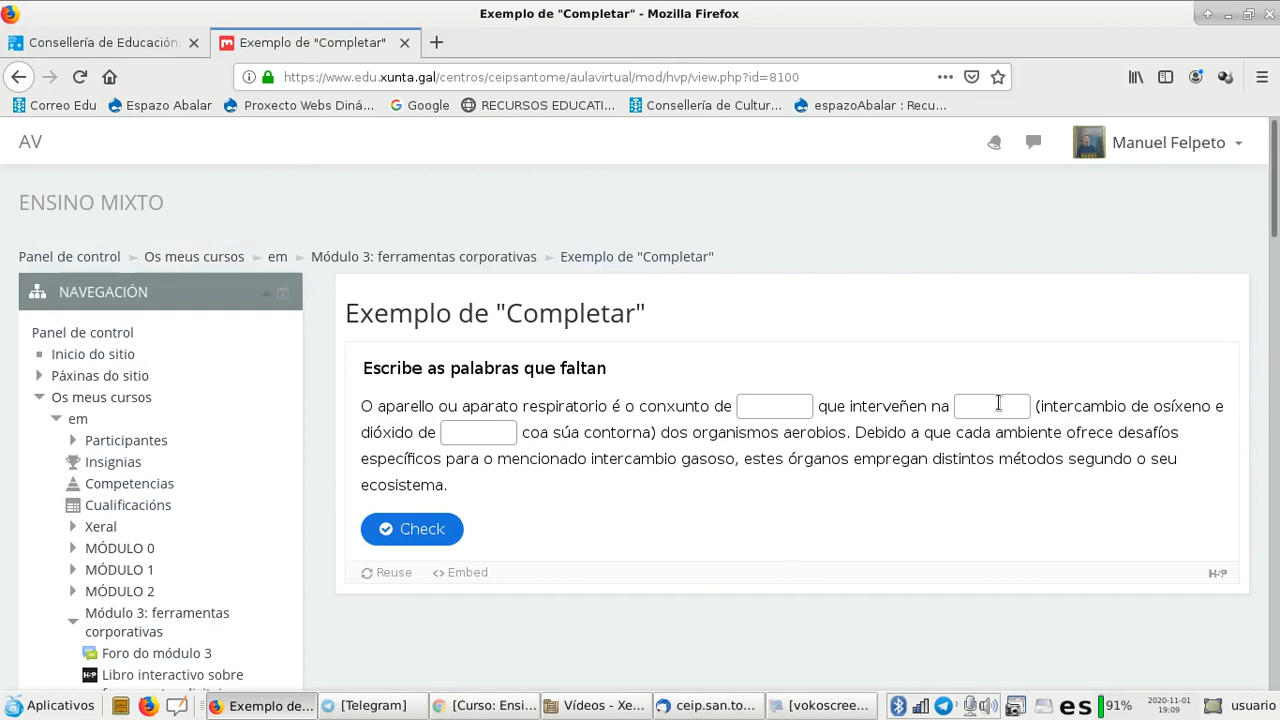 Exemplo de "Completar" - Mozilla Firefox
Consellería de Educación,
Exemplo de "Completar"
https://www.edu.xunta.gal/centros/ceipsantome/aulavirtual/mod/hvp/view.php?id=8100
Correo Edu
Espazo Abalar
Proxecto Webs Diná...
Google
RECURSOS EDUCATI...
Consellería de Cultur...
espazoAbalar : Recu...
AV
Manuel Felpeto
ENSINO MIXTO
Panel de control ► Os meus cursos ► em ► Módulo 3: ferramentas corporativas ► Exemplo de "Completar"
NAVEGACIÓN
Panel de control
Inicio do sitio
Páxinas do sitio
Os meus cursos
em
Participantes
Insignias
Competencias
Cualificacións
Xeral
MÓDULO 0
MÓDULO 1
MÓDULO 2
Módulo 3: ferramentas
corporativas
Foro do módulo 3
Libro interactivo sobre
Exemplo de "Completar"
Escribe as palabras que faltan
O aparello ou aparato respiratorio é o conxunto de que interveñen na (intercambio de osíxeno e
dióxido de coa súa contorna) dos organismos aerobios. Debido a que cada ambiente ofrece desafíos
específicos para o mencionado intercambio gasoso, estes órganos empregan distintos métodos segundo o seu
ecosistema.
Check
Reuse
<> Embed
H-P
Aplicativos
Exemplo de...
[Telegram]
[Curso: Ensi...
Vídeos - Xe...
ceip.san.to...
[vokoscree...
es
91%
2020-11-01
19:09
usuario